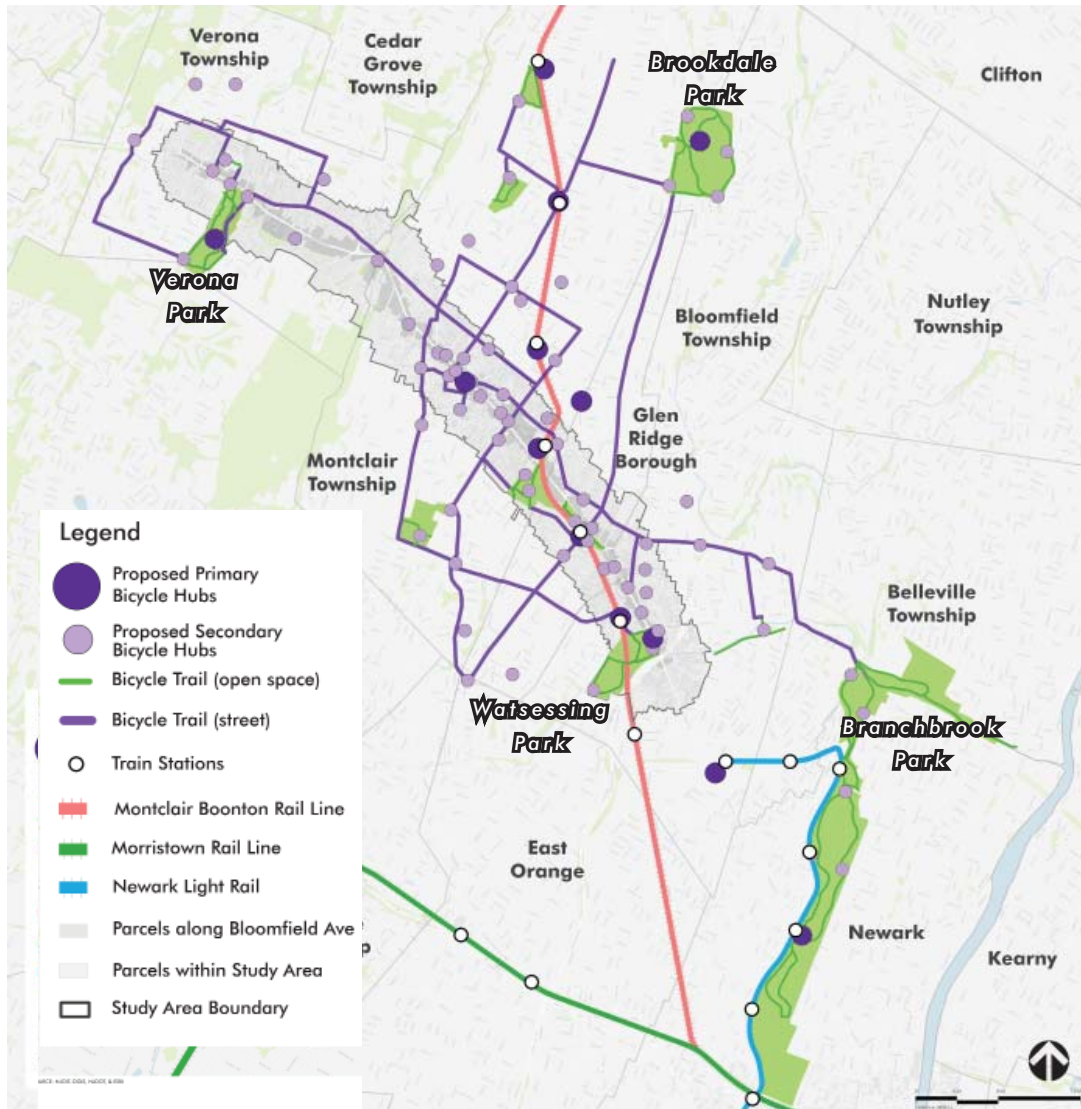 Verona
Township
Cedar
Grove
Township
Brookdale
Park
Clifton
Verona
Park
Bloomfield
Township
Nutley
Township
Glen
Ridge
Borough
Montclair
Township
Legend
Proposed Primary
Bicycle Hubs
Proposed Secondary
Bicycle Hubs
Bicycle Trail (open space)
Bicycle Trail (street)
Train Stations
Montclair Boonton Rail Line
Morristown Rail Line
Newark Light Rail
Parcels along Bloomfield Ave
Parcels within Study Area
Study Area Boundary
Belleville
Township
Watsessing
Park
Branchbrook
Park
East
Orange
p
Newark
Kearny